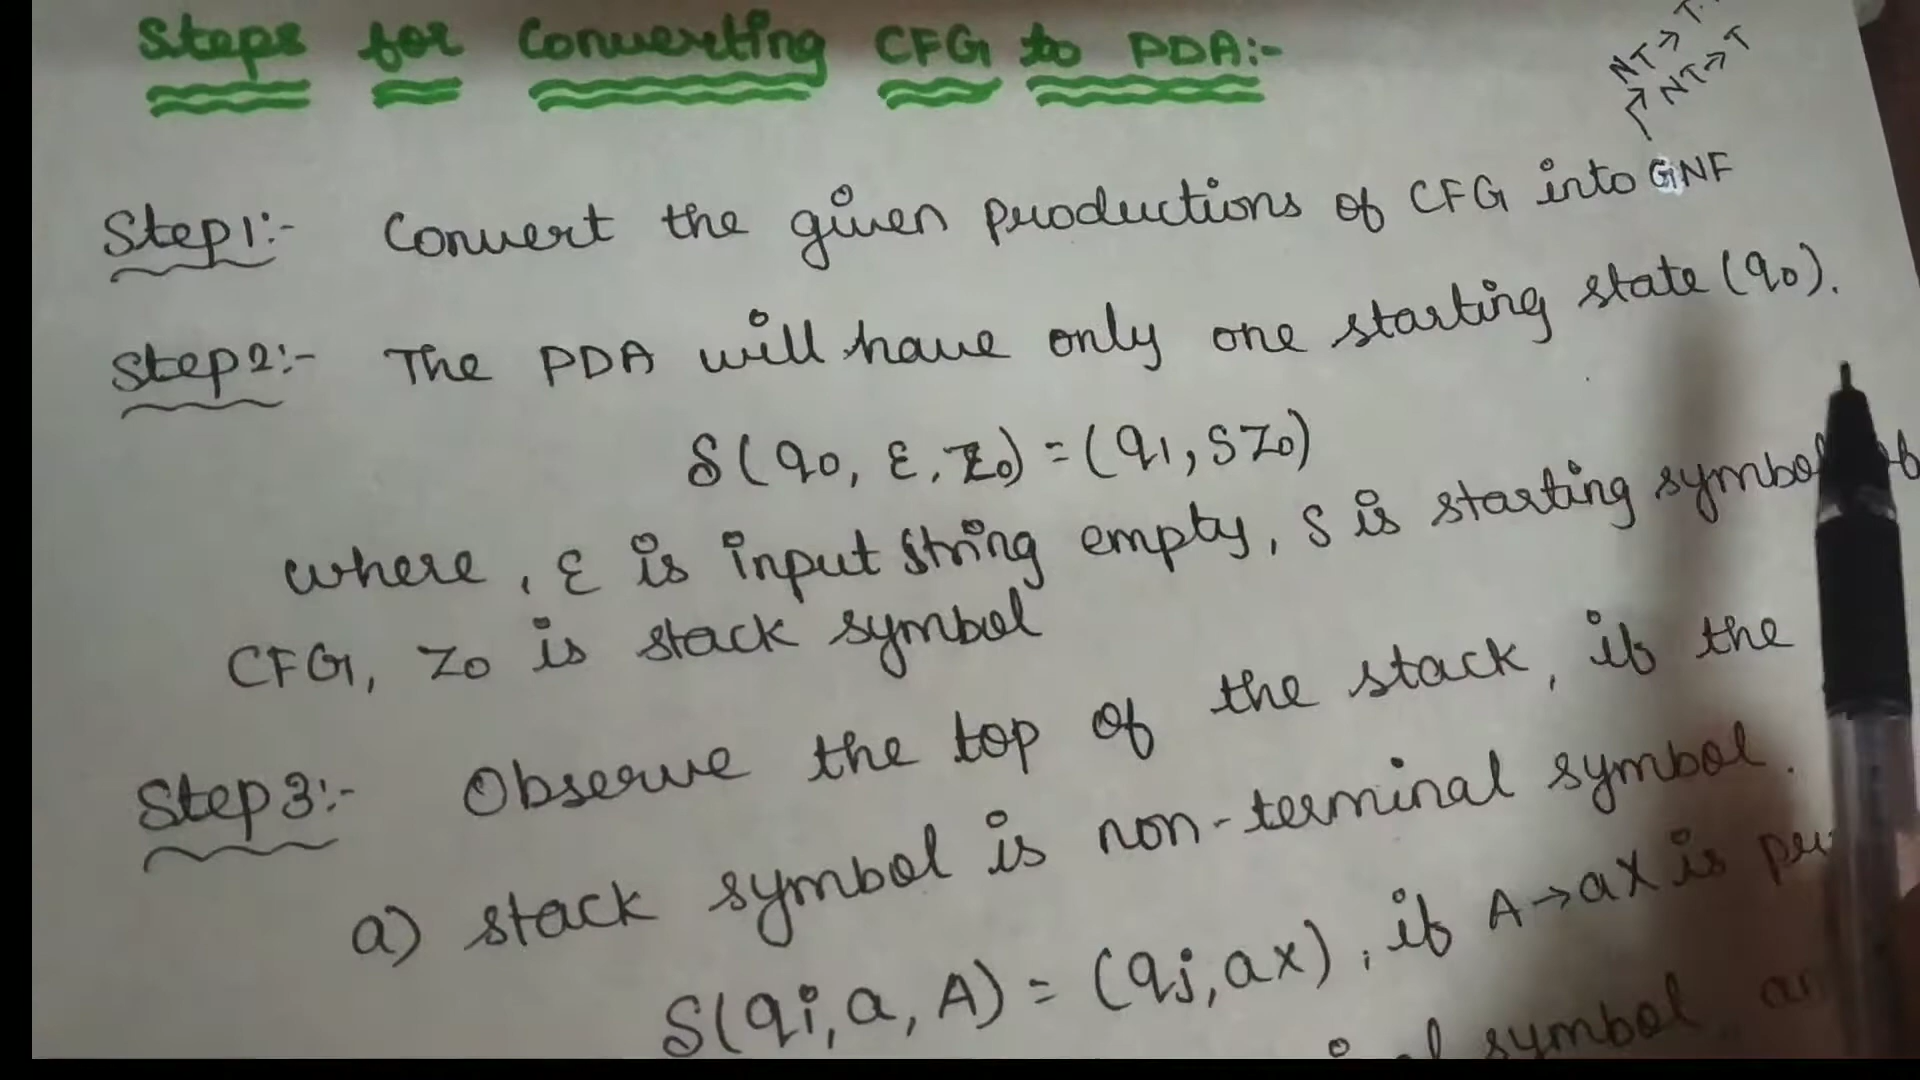 Steps for Converting CFG to PDA:-
NT→T.
NT→T
Step1:- Convert the given productions of CFG into GNF
Step2:- The PDA will have only one starting state (q0).
δ(q0, ε, Z0) = (q1, SZ0)
where, ε is input string empty, S is starting symbol of
CFG, Z0 is stack symbol
Step3:- Observe the top of the stack, if the
a) stack symbol is non-terminal symbol.
δ(qi, a, A) = (qj, ax), if A→aX is
symbol